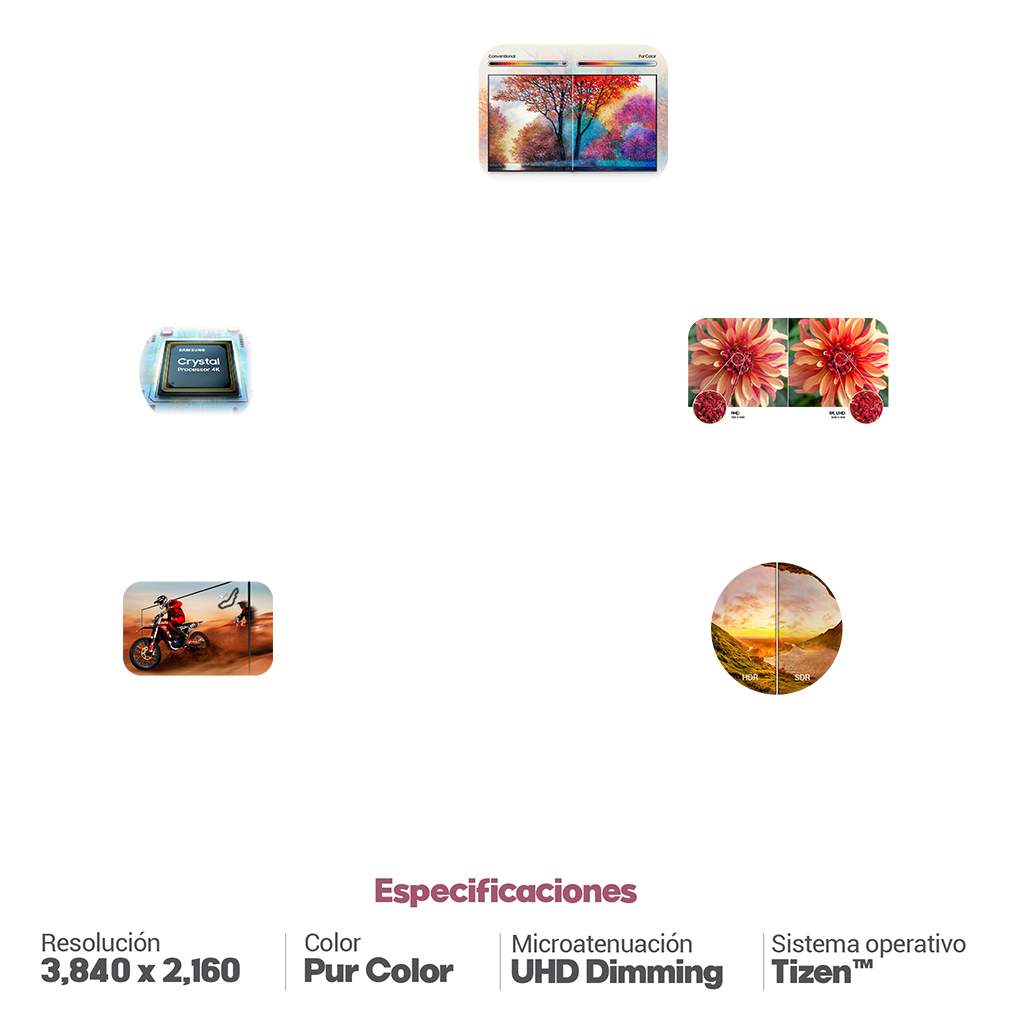 Conventional
PurColor
SAMSUNG
Crystal
Processor 4K
FHD
4K UHD
HDR
SDR
Especificaciones
Resolución
3,840 x 2,160
Color
Pur Color
Microatenuación
UHD Dimming
Sistema operativo
Tizen™